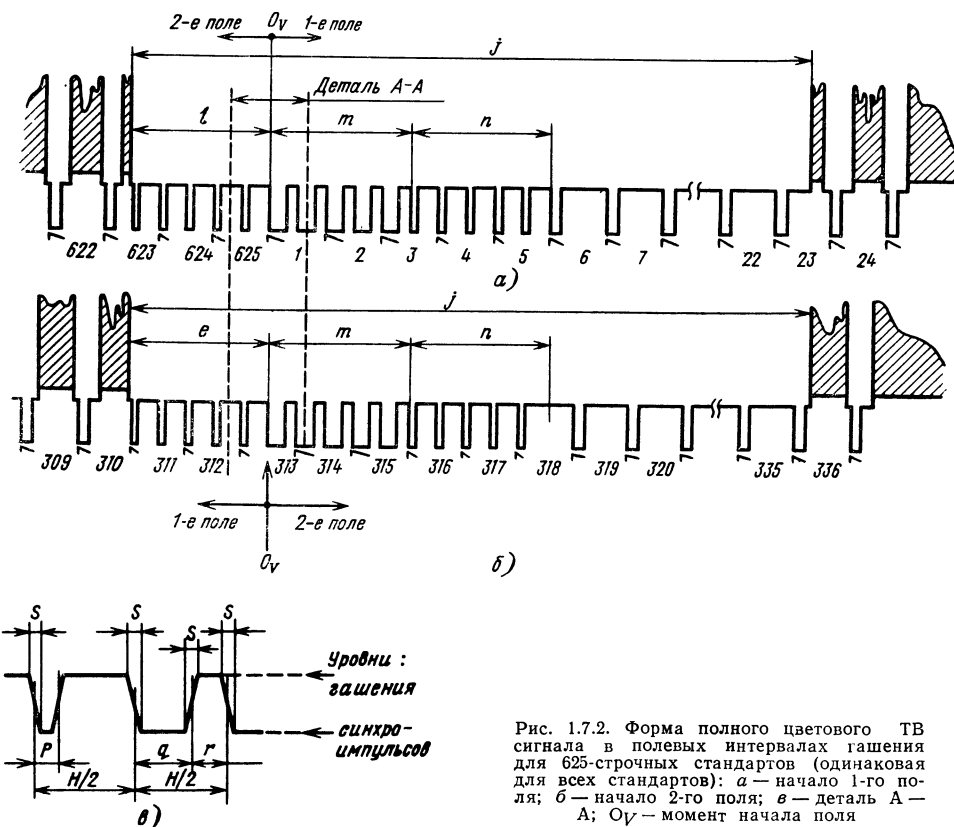 2-е поле Oᵥ 1-е поле
j
Деталь А-А
l m n
622 623 624 625 1 2 3 4 5 6 7 22 23 24
а)
j
e m n
309 310 311 312 313 314 315 316 317 318 319 320 335 336
1-е поле 2-е поле
Oᵥ
б)
S S S S
Уровни :
гашения
синхро-
импульсов
P q r
H/2 H/2
в)
Рис. 1.7.2. Форма полного цветового ТВ
сигнала в полевых интервалах гашения
для 625-строчных стандартов (одинаковая
для всех стандартов): а — начало 1-го по-
ля; б — начало 2-го поля; в — деталь А —
А; Oᵥ — момент начала поля